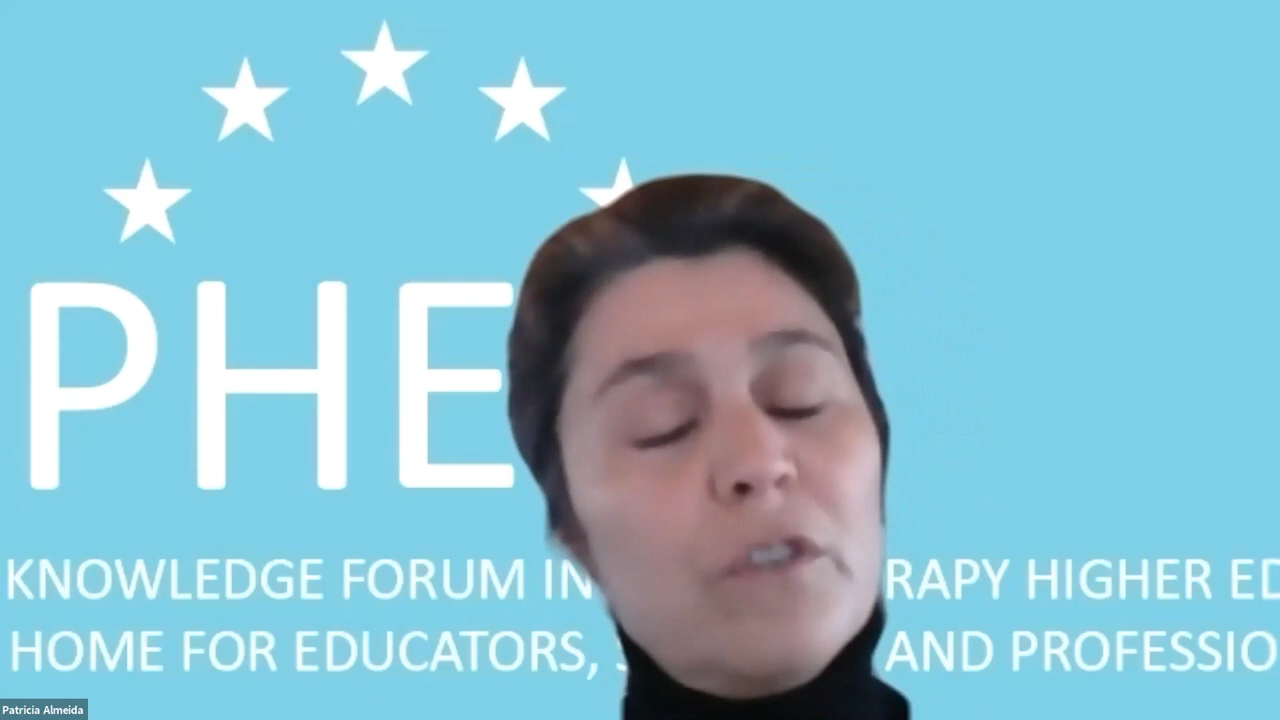 PHE
KNOWLEDGE FORUM IN RAPY HIGHER ED
HOME FOR EDUCATORS, AND PROFESSIO
Patricia Almeida